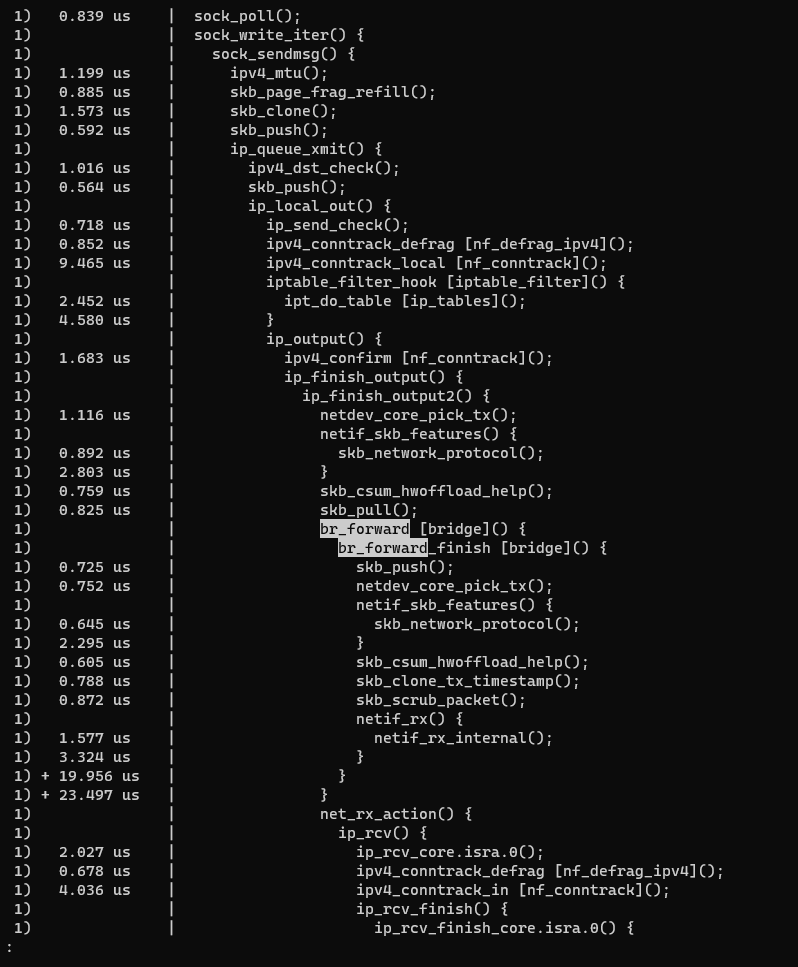 1)   0.839 us    |  sock_poll();
1)               |  sock_write_iter() {
1)               |    sock_sendmsg() {
1)   1.199 us    |      ipv4_mtu();
1)   0.885 us    |      skb_page_frag_refill();
1)   1.573 us    |      skb_clone();
1)   0.592 us    |      skb_push();
1)               |      ip_queue_xmit() {
1)   1.016 us    |        ipv4_dst_check();
1)   0.564 us    |        skb_push();
1)               |        ip_local_out() {
1)   0.718 us    |          ip_send_check();
1)   0.852 us    |          ipv4_conntrack_defrag [nf_defrag_ipv4]();
1)   9.465 us    |          ipv4_conntrack_local [nf_conntrack]();
1)               |          iptable_filter_hook [iptable_filter]() {
1)   2.452 us    |            ipt_do_table [ip_tables]();
1)   4.580 us    |          }
1)               |          ip_output() {
1)   1.683 us    |            ipv4_confirm [nf_conntrack]();
1)               |            ip_finish_output() {
1)               |              ip_finish_output2() {
1)   1.116 us    |                netdev_core_pick_tx();
1)               |                netif_skb_features() {
1)   0.892 us    |                  skb_network_protocol();
1)   2.803 us    |                }
1)   0.759 us    |                skb_csum_hwoffload_help();
1)   0.825 us    |                skb_pull();
1)               |                br_forward [bridge]() {
1)               |                  br_forward_finish [bridge]() {
1)   0.725 us    |                    skb_push();
1)   0.752 us    |                    netdev_core_pick_tx();
1)               |                    netif_skb_features() {
1)   0.645 us    |                      skb_network_protocol();
1)   2.295 us    |                    }
1)   0.605 us    |                    skb_csum_hwoffload_help();
1)   0.788 us    |                    skb_clone_tx_timestamp();
1)   0.872 us    |                    skb_scrub_packet();
1)               |                    netif_rx() {
1)   1.577 us    |                      netif_rx_internal();
1)   3.324 us    |                    }
1) + 19.956 us   |                  }
1) + 23.497 us   |                }
1)               |                net_rx_action() {
1)               |                  ip_rcv() {
1)   2.027 us    |                    ip_rcv_core.isra.0();
1)   0.678 us    |                    ipv4_conntrack_defrag [nf_defrag_ipv4]();
1)   4.036 us    |                    ipv4_conntrack_in [nf_conntrack]();
1)               |                    ip_rcv_finish() {
1)               |                      ip_rcv_finish_core.isra.0() {
: